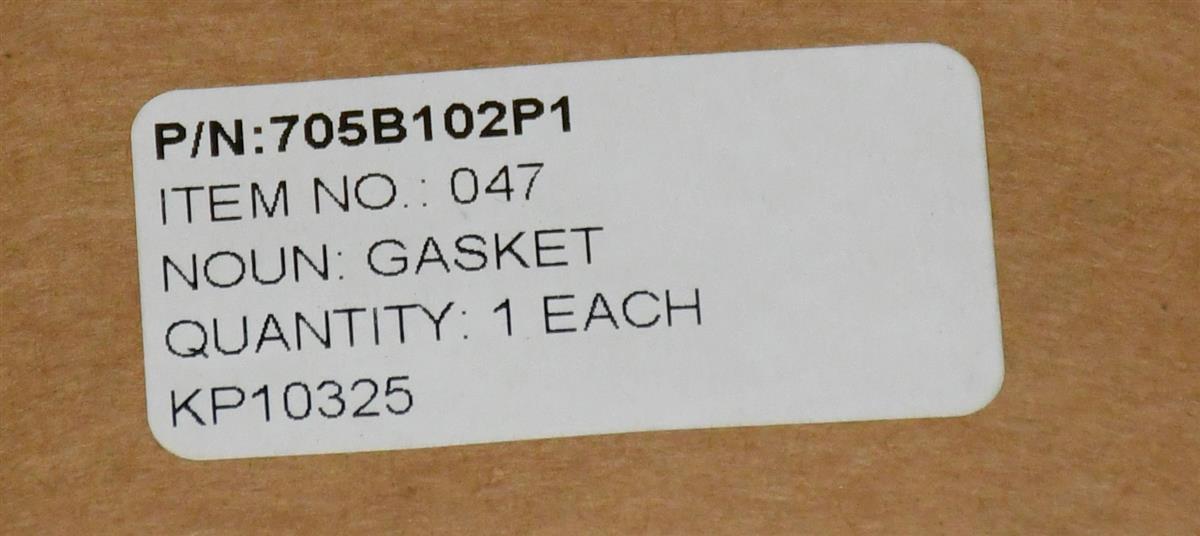 P/N:705B102P1
ITEM NO.: 047
NOUN: GASKET
QUANTITY: 1 EACH
KP10325